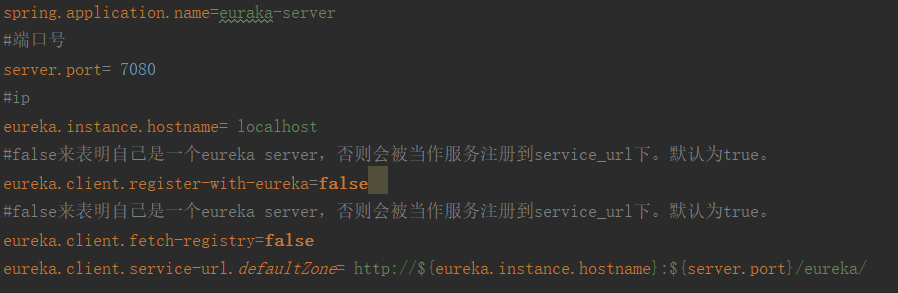 spring.application.name=euraka-server
#端口号
server.port= 7080
#ip
eureka.instance.hostname= localhost
#false来表明自己是一个eureka server，否则会被当作服务注册到service_url下。默认为true。
eureka.client.register-with-eureka=false
#false来表明自己是一个eureka server，否则会被当作服务注册到service_url下。默认为true。
eureka.client.fetch-registry=false
eureka.client.service-url.defaultZone= http://${eureka.instance.hostname}:${server.port}/eureka/